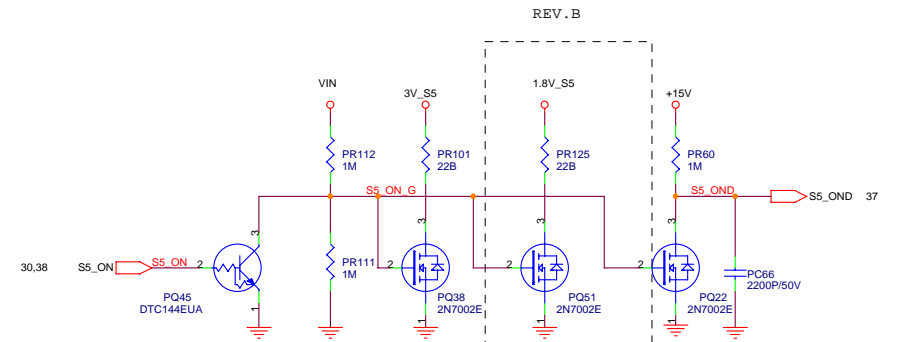 REV.B
VIN
3V_S5
1.8V_S5
+15V
PR112
1M
PR101
22B
PR125
22B
PR60
1M
S5_ON_G
S5_OND
S5_OND 37
3
3
3
3
30,38 S5_ON
S5_ON
2
PR111
1M
2
2
2
PC66
2200P/50V
PQ45
DTC144EUA
1
PQ38
2N7002E
1
PQ51
2N7002E
1
PQ22
2N7002E
1